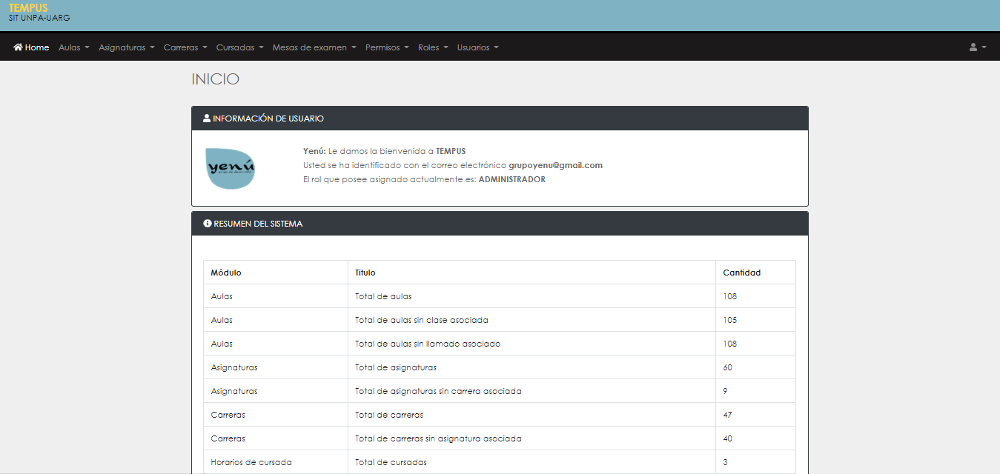 TEMPUS
SIT UNPA-UARG
Home Aulas Asignaturas Carreras Cursadas Mesas de examen Permisos Roles Usuarios
INICIO
INFORMACIÓN DE USUARIO
yenú
grupo de desarrollo
Yenú: Le damos la bienvenida a TEMPUS
Usted se ha identificado con el correo electrónico grupoyenu@gmail.com
El rol que posee asignado actualmente es: ADMINISTRADOR
RESUMEN DEL SISTEMA
Módulo Titulo Cantidad
Aulas Total de aulas 108
Aulas Total de aulas sin clase asociada 105
Aulas Total de aulas sin llamado asociado 108
Asignaturas Total de asignaturas 60
Asignaturas Total de asignaturas sin carrera asociada 9
Carreras Total de carreras 47
Carreras Total de carreras sin asignatura asociada 40
Horarios de cursada Total de cursadas 3